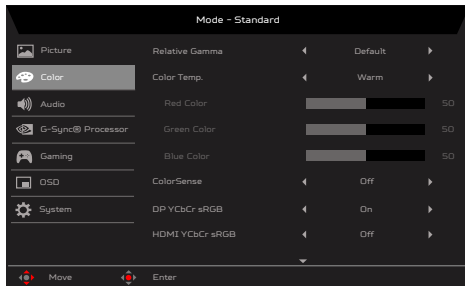 Mode - Standard
Picture
Relative Gamma Default
Color
Color Temp. Warm
Audio
Red Color 50
G-Sync® Processor
Green Color 50
Gaming
Blue Color 50
OSD
ColorSense Off
System
DP YCbCr sRGB On
HDMI YCbCr sRGB Off
Move Enter